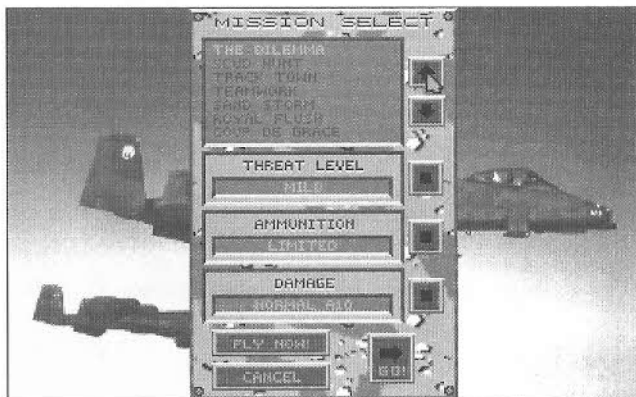 MISSION SELECT
THE DILEMMA
SCUD HUNT
TRACK TOWN
TEAMWORK
SAND STORM
ROYAL FLUSH
COUP DE GRACE
THREAT LEVEL
MILD
AMMUNITION
LIMITED
DAMAGE
NORMAL A10
FLY NOW!
GO!
CANCEL